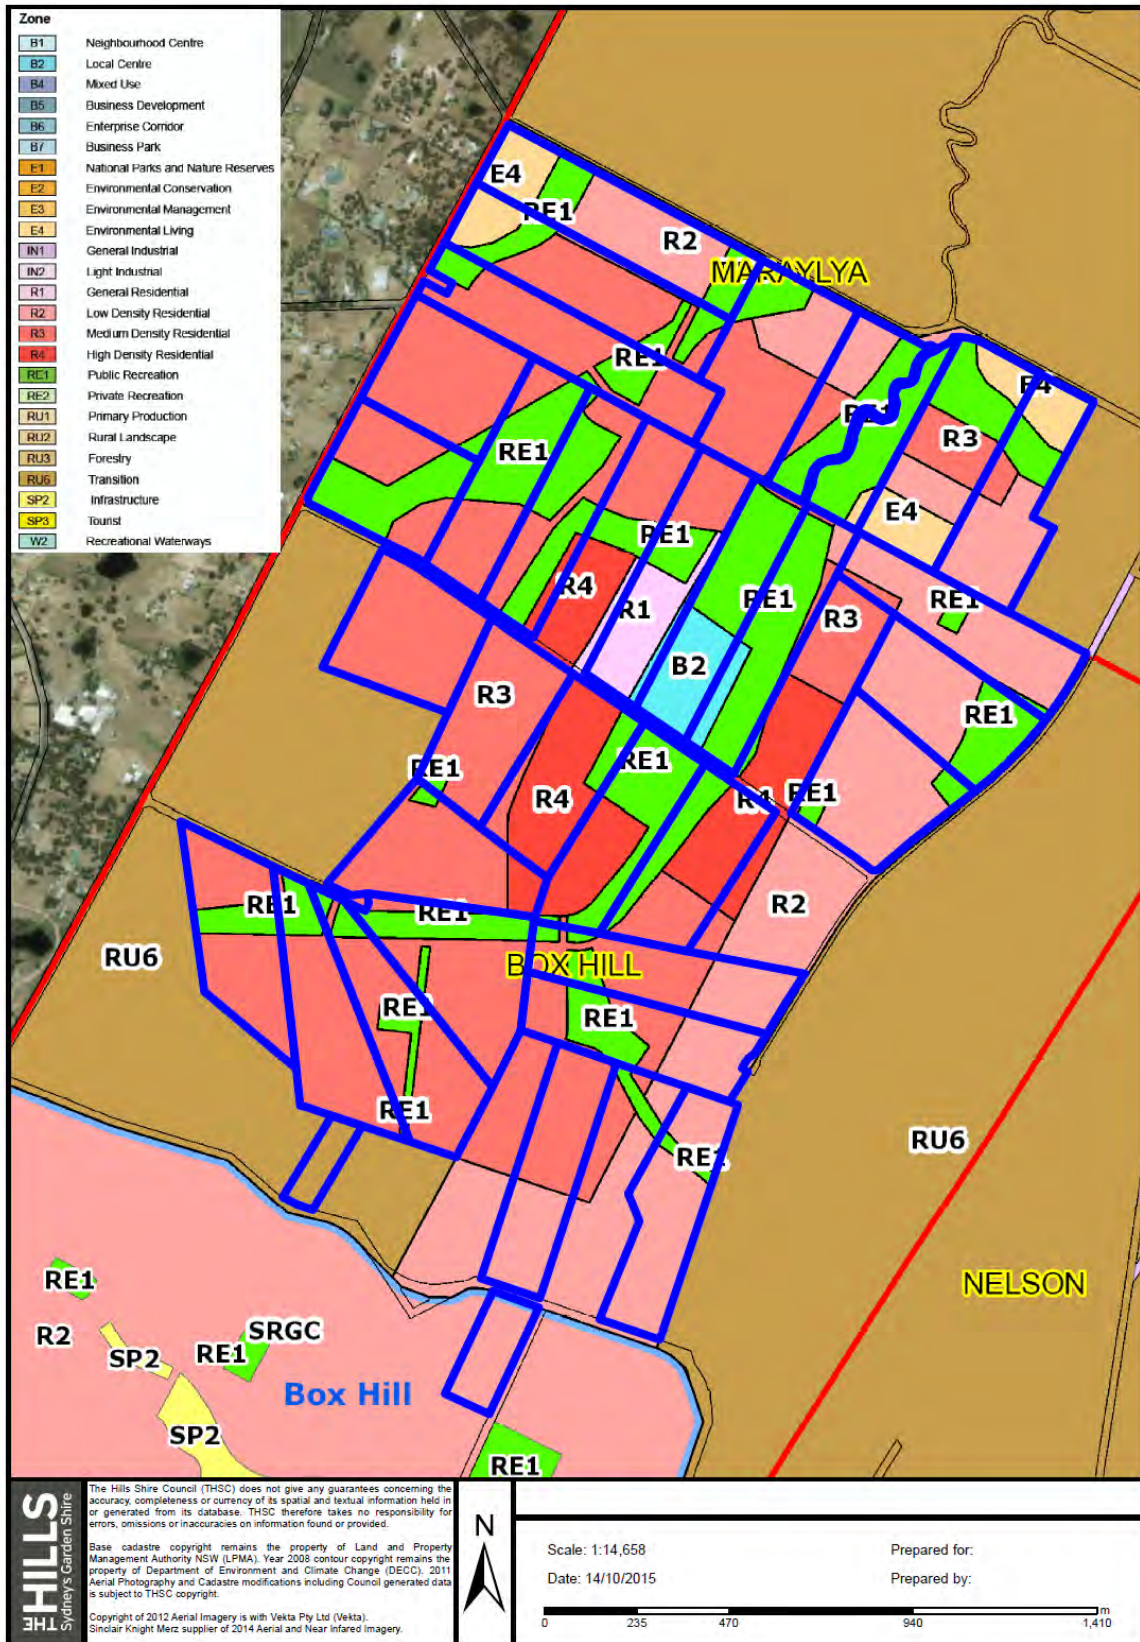 Zone
B1 Neighbourhood Centre
B2 Local Centre
B4 Mixed Use
B5 Business Development
B6 Enterprise Corridor
B7 Business Park
E1 National Parks and Nature Reserves
E2 Environmental Conservation
E3 Environmental Management
E4 Environmental Living
IN1 General Industrial
IN2 Light Industrial
R1 General Residential
R2 Low Density Residential
R3 Medium Density Residential
R4 High Density Residential
RE1 Public Recreation
RE2 Private Recreation
RU1 Primary Production
RU2 Rural Landscape
RU3 Forestry
RU6 Transition
SP2 Infrastructure
SP3 Tourist
W2 Recreational Waterways
E4
RE1
R2
MARAYLYA
RE1
E4
RE1
R3
RE1
E4
RE1
R4
R1
RE1
R3
RE1
B2
R3
RE1
RE1
RE1
R4
R4
RE1
RE1
RE1
R2
RU6
BOX HILL
RE1
RE1
RE1
RE1
RU6
NELSON
RE1
R2
SP2
RE1
SRGC
Box Hill
SP2
RE1
THE HILLS
Sydney's Garden Shire
The Hills Shire Council (THSC) does not give any guarantees concerning the
accuracy, completeness or currency of its spatial and textual information held in
or generated from its database. THSC therefore takes no responsibility for
errors, omissions or inaccuracies on information found or provided.
Base cadastre copyright remains the property of Land and Property
Management Authority NSW (LPMA). Year 2008 contour copyright remains the
property of Department of Environment and Climate Change (DECC). 2011
Aerial Photography and Cadastre modifications including Council generated data
is subject to THSC copyright.
Copyright of 2012 Aerial Imagery is with Vekta Pty Ltd (Vekta).
Sinclair Knight Merz supplier of 2014 Aerial and Near Infared Imagery.
N
Scale: 1:14,658
Prepared for:
Date: 14/10/2015
Prepared by:
0 235 470 940 1,410 m